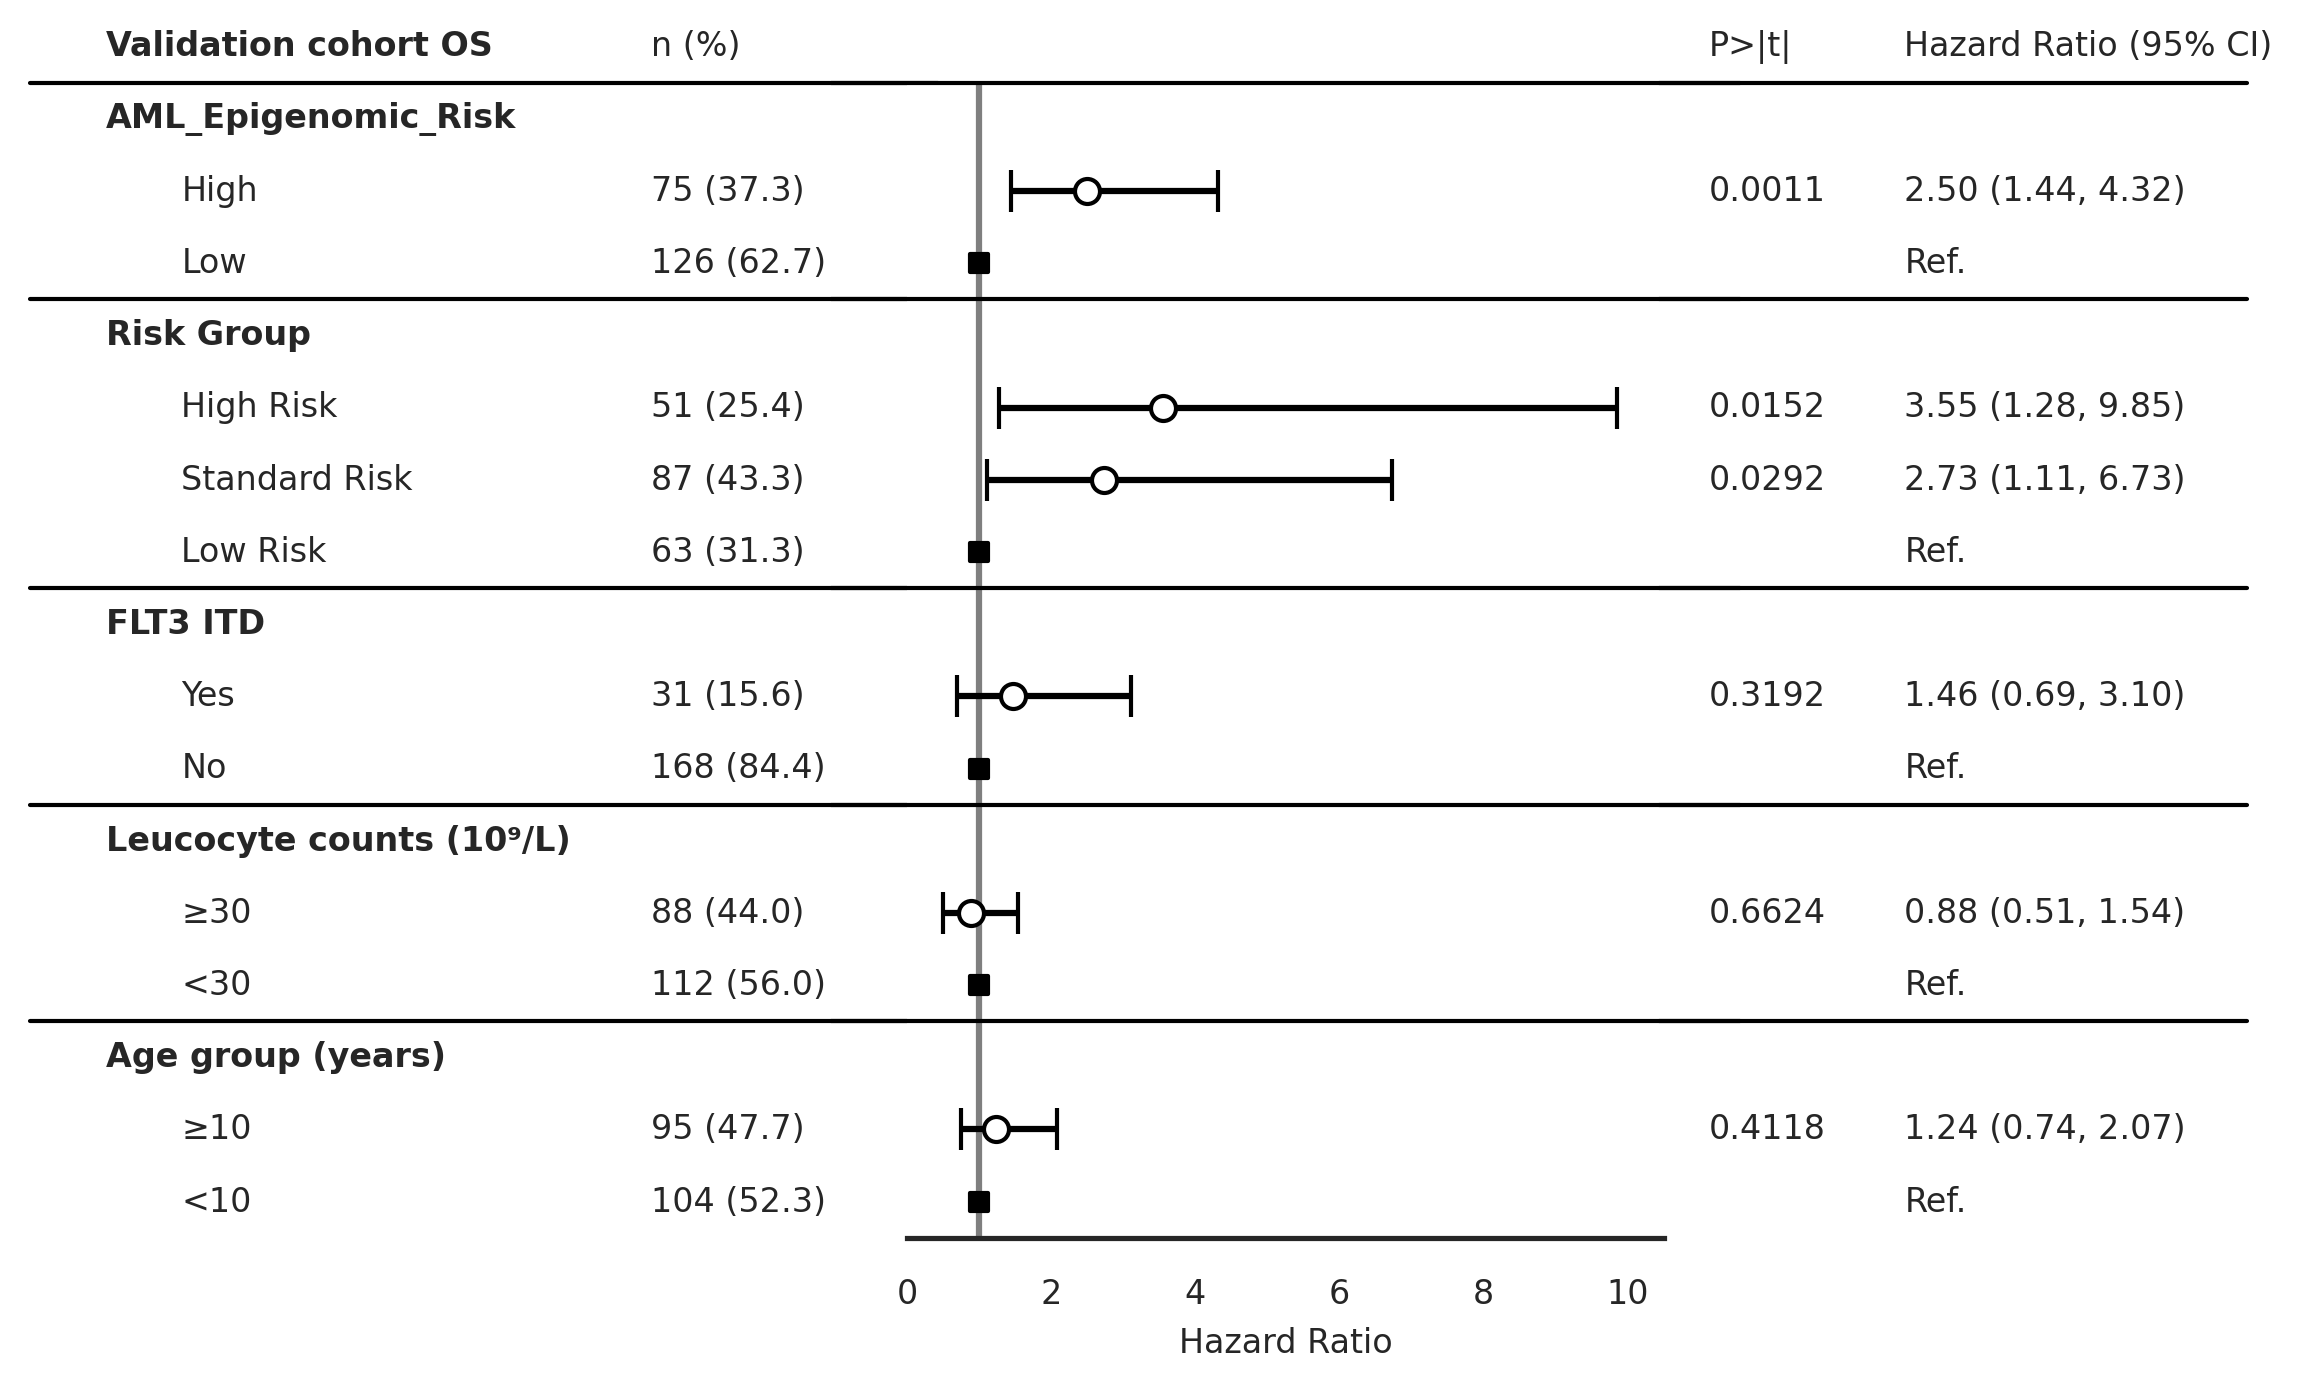 Validation cohort OS n (%) P>|t| Hazard Ratio (95% CI)
AML_Epigenomic_Risk
High 75 (37.3) 0.0011 2.50 (1.44, 4.32)
Low 126 (62.7) Ref.
Risk Group
High Risk 51 (25.4) 0.0152 3.55 (1.28, 9.85)
Standard Risk 87 (43.3) 0.0292 2.73 (1.11, 6.73)
Low Risk 63 (31.3) Ref.
FLT3 ITD
Yes 31 (15.6) 0.3192 1.46 (0.69, 3.10)
No 168 (84.4) Ref.
Leucocyte counts (10⁹/L)
≥30 88 (44.0) 0.6624 0.88 (0.51, 1.54)
<30 112 (56.0) Ref.
Age group (years)
≥10 95 (47.7) 0.4118 1.24 (0.74, 2.07)
<10 104 (52.3) Ref.
0 2 4 6 8 10
Hazard Ratio